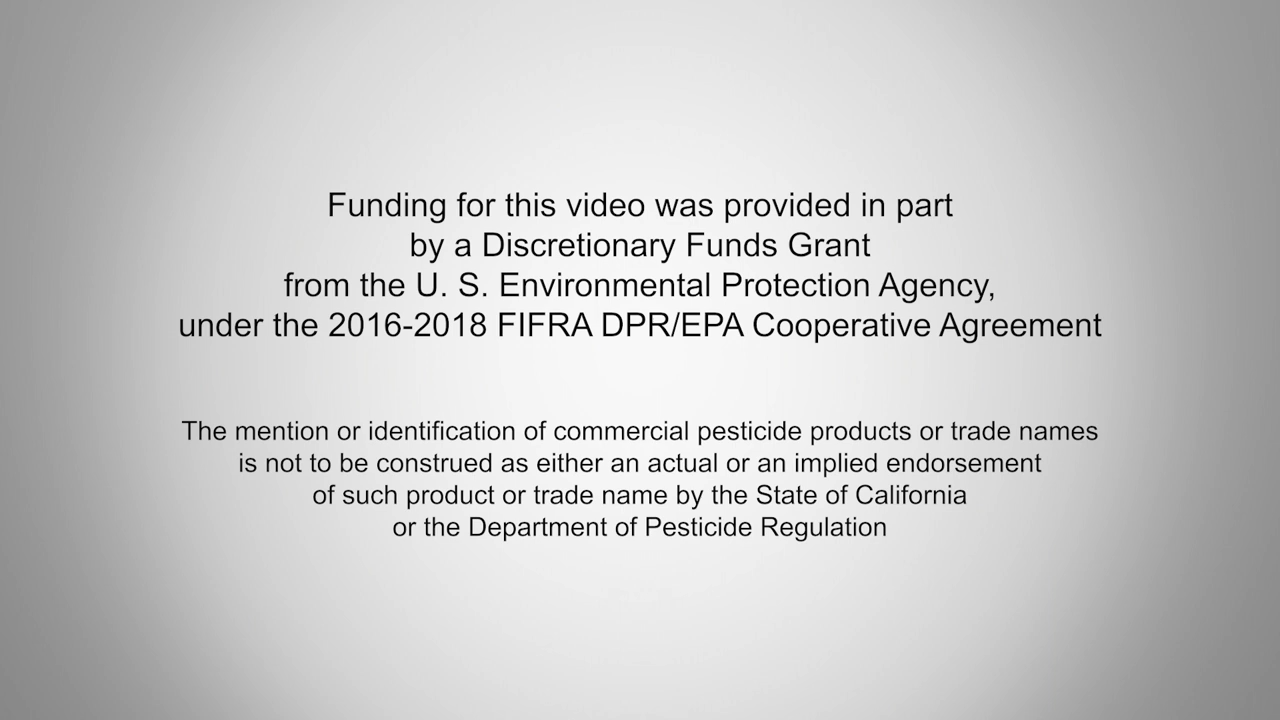 Funding for this video was provided in part
by a Discretionary Funds Grant
from the U. S. Environmental Protection Agency,
under the 2016-2018 FIFRA DPR/EPA Cooperative Agreement
The mention or identification of commercial pesticide products or trade names
is not to be construed as either an actual or an implied endorsement
of such product or trade name by the State of California
or the Department of Pesticide Regulation